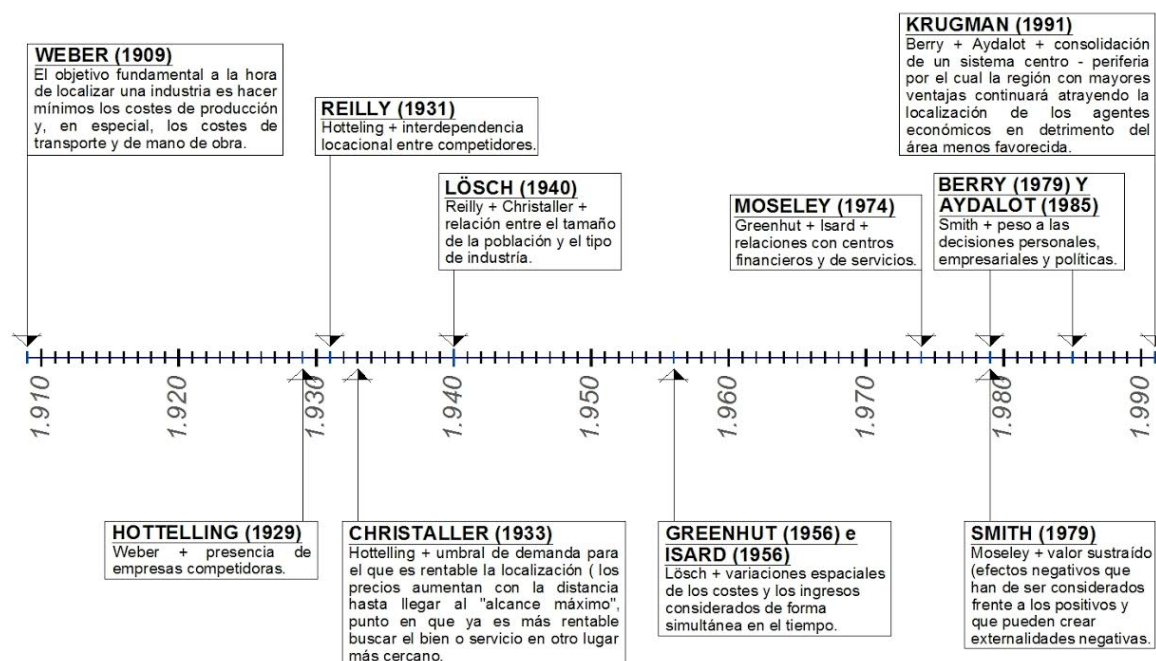 WEBER (1909)
El objetivo fundamental a la hora
de localizar una industria es hacer
mínimos los costes de producción
y, en especial, los costes de
transporte y de mano de obra.
REILLY (1931)
Hotteling + interdependencia
locacional entre competidores.
LÖSCH (1940)
Reilly + Christaller +
relación entre el tamaño
de la población y el tipo
de industría.
MOSELEY (1974)
Greenhut + Isard +
relaciones con centros
financieros y de servicios.
KRUGMAN (1991)
Berry + Aydalot + consolidación
de un sistema centro - periferia
por el cual la región con mayores
ventajas continuará atrayendo la
localización de los agentes
económicos en detrimento del
área menos favorecida.
BERRY (1979) Y
AYDALOT (1985)
Smith + peso a las
decisiones personales,
empresariales y políticas.
1.910
1.920
1.930
1.940
1.950
1.960
1.970
1.980
1.990
HOTTELLING (1929)
Weber + presencia de
empresas competidoras.
CHRISTALLER (1933)
Hottelling + umbral de demanda para
el que es rentable la localización ( los
precios aumentan con la distancia
hasta llegar al "alcance máximo",
punto en que ya es más rentable
buscar el bien o servicio en otro lugar
más cercano.
GREENHUT (1956) e
ISARD (1956)
Lösch + variaciones espaciales
de los costes y los ingresos
considerados de forma
simultánea en el tiempo.
SMITH (1979)
Moseley + valor sustraído
(efectos negativos que
han de ser considerados
frente a los positivos y
que pueden crear
externalidades negativas.